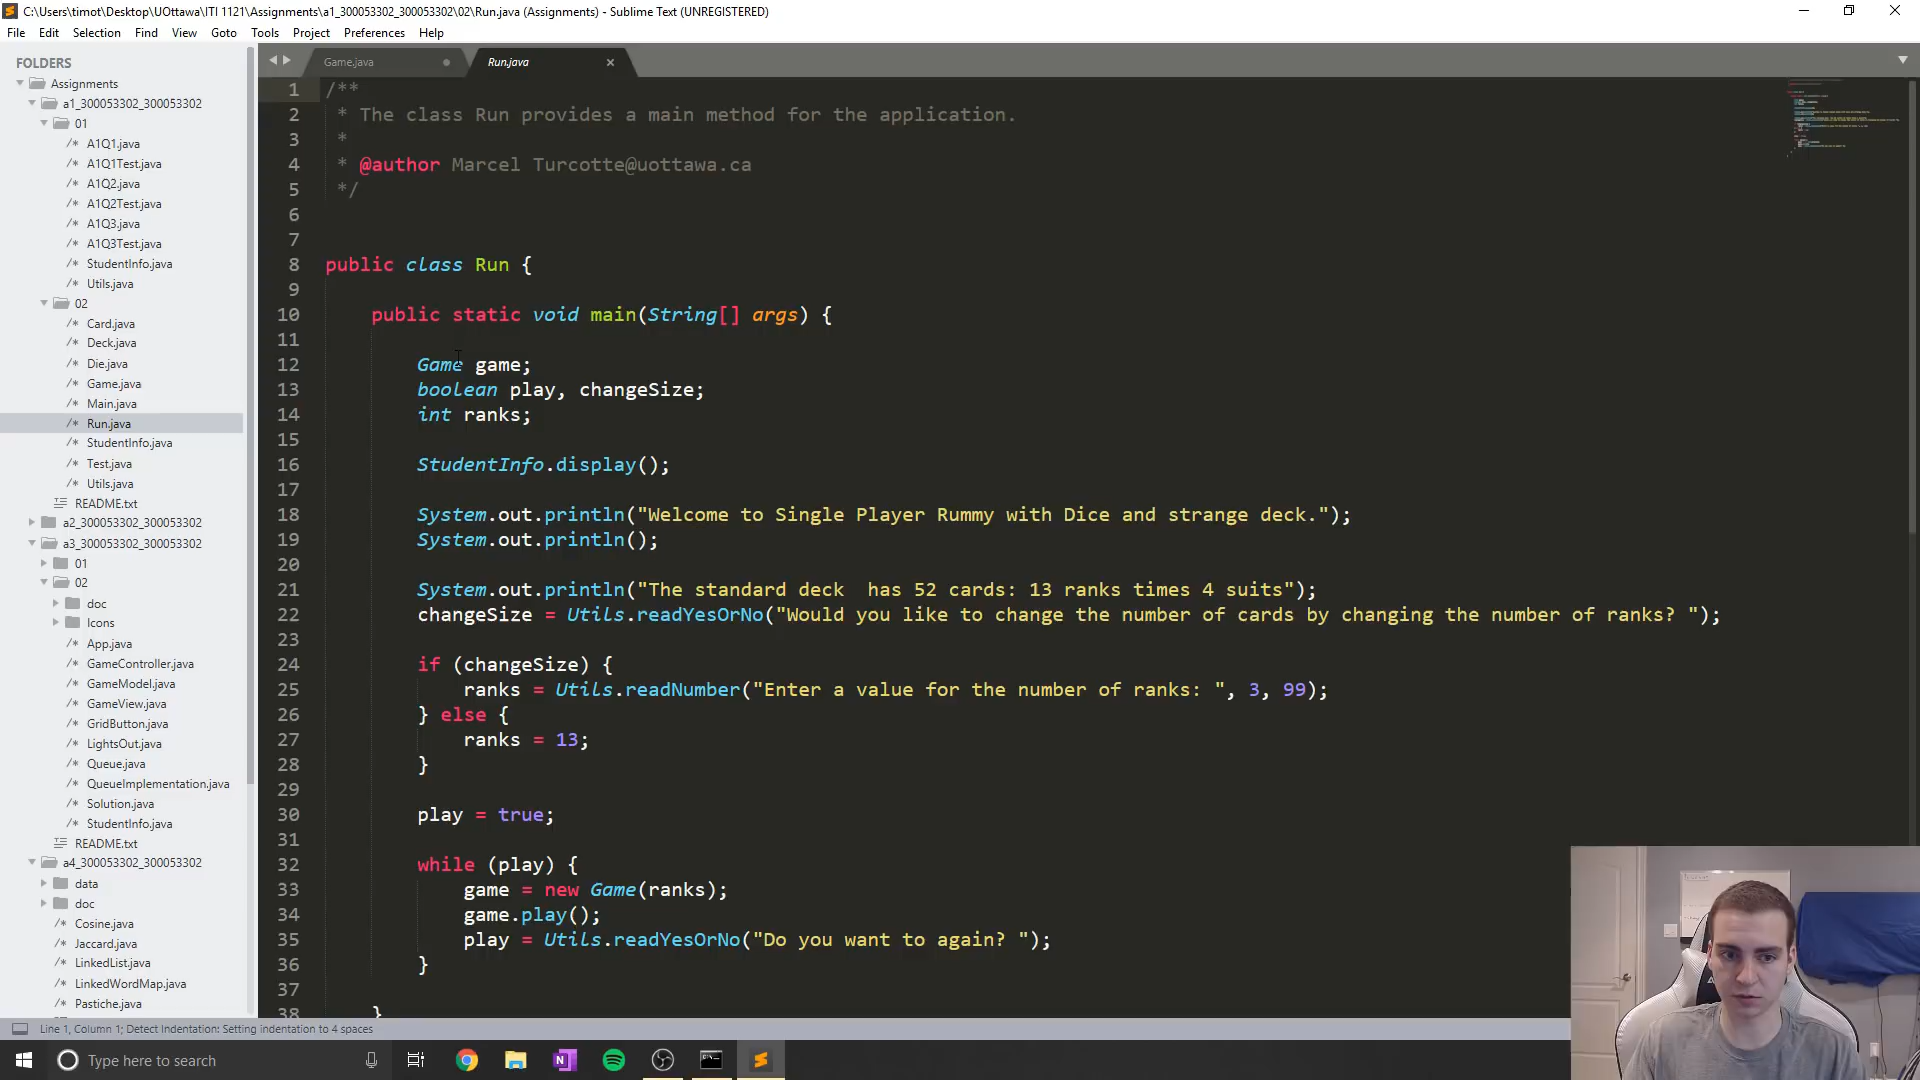 C:\Users\timot\Desktop\UOttawa\ITI 1121\Assignments\a1_300053302_300053302\02\Run.java (Assignments) - Sublime Text (UNREGISTERED)
File Edit Selection Find View Goto Tools Project Preferences Help
FOLDERS
Assignments
a1_300053302_300053302
01
/* A1Q1.java
/* A1Q1Test.java
/* A1Q2.java
/* A1Q2Test.java
/* A1Q3.java
/* A1Q3Test.java
/* StudentInfo.java
/* Utils.java
02
/* Card.java
/* Deck.java
/* Die.java
/* Game.java
/* Main.java
/* Run.java
/* StudentInfo.java
/* Test.java
/* Utils.java
README.txt
a2_300053302_300053302
a3_300053302_300053302
01
02
doc
Icons
/* App.java
/* GameController.java
/* GameModel.java
/* GameView.java
/* GridButton.java
/* LightsOut.java
/* Queue.java
/* QueueImplementation.java
/* Solution.java
/* StudentInfo.java
README.txt
a4_300053302_300053302
data
doc
/* Cosine.java
/* Jaccard.java
/* LinkedList.java
/* LinkedWordMap.java
/* Pastiche.java
Game.java
Run.java ×
1 /**
2 * The class Run provides a main method for the application.
3 *
4 * @author Marcel Turcotte@uottawa.ca
5 */
6
7
8 public class Run {
9
10 public static void main(String[] args) {
11
12 Game game;
13 boolean play, changeSize;
14 int ranks;
15
16 StudentInfo.display();
17
18 System.out.println("Welcome to Single Player Rummy with Dice and strange deck.");
19 System.out.println();
20
21 System.out.println("The standard deck  has 52 cards: 13 ranks times 4 suits");
22 changeSize = Utils.readYesOrNo("Would you like to change the number of cards by changing the number of ranks? ");
23
24 if (changeSize) {
25 ranks = Utils.readNumber("Enter a value for the number of ranks: ", 3, 99);
26 } else {
27 ranks = 13;
28 }
29
30 play = true;
31
32 while (play) {
33 game = new Game(ranks);
34 game.play();
35 play = Utils.readYesOrNo("Do you want to again? ");
36 }
37
38 }
Line 1, Column 1; Detect Indentation: Setting indentation to 4 spaces
Type here to search